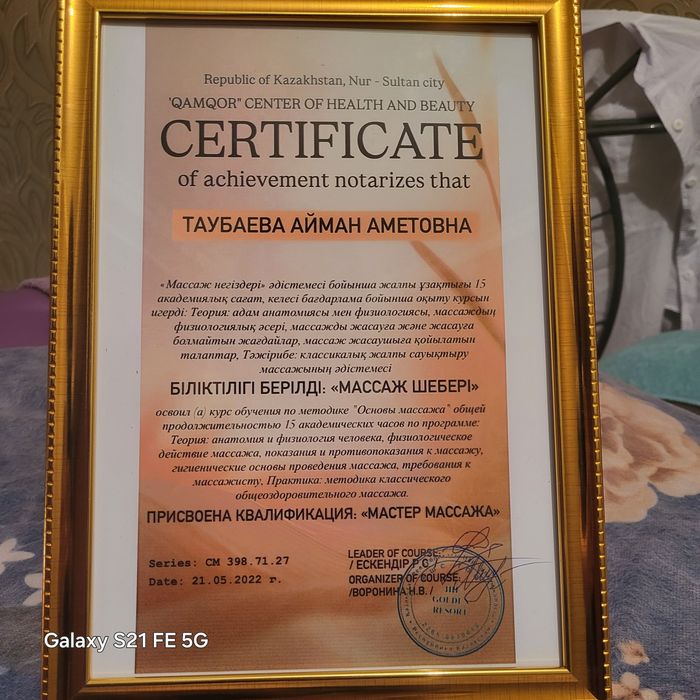 Republic of Kazakhstan, Nur - Sultan city
"QAMQOR" CENTER OF HEALTH AND BEAUTY
CERTIFICATE
of achievement notarizes that
ТАУБАЕВА АЙМАН АМЕТОВНА
«Массаж негіздері» әдістемесі бойынша жалпы ұзақтығы 15
академиялық сағат, келесі бағдарлама бойынша оқыту курсын
игерді: Теория: адам анатомиясы мен физиологиясы, массаждың
физиологиялық әсері, массажды жасауға және жасауға
болмайтын жағдайлар, массаж жасаушыға қойылатын
талаптар, Тәжірибе: классикалық жалпы сауықтыру
массажының әдістемесі
БІЛІКТІЛІГІ БЕРІЛДІ: «МАССАЖ ШЕБЕРІ»
освоил (а) курс обучения по методике "Основы массажа" общей
продолжительностью 15 академических часов по программе:
Теория: анатомия и физиология человека, физиологическое
действие массажа, показания и противопоказания к массажу,
гигиенические основы проведения массажа, требования к
массажисту, Практика: методика классического
общеоздоровительного массажа.
ПРИСВОЕНА КВАЛИФИКАЦИЯ: «МАСТЕР МАССАЖА»
Series: CM 398.71.27
Date: 21.05.2022 г.
LEADER OF COURSE:
/ ЕСКЕНДІР Р.С. /
ORGANIZER OF COURSE:
/ВОРОНИНА Н.В. /
GOLDEN
RESORT
Galaxy S21 FE 5G